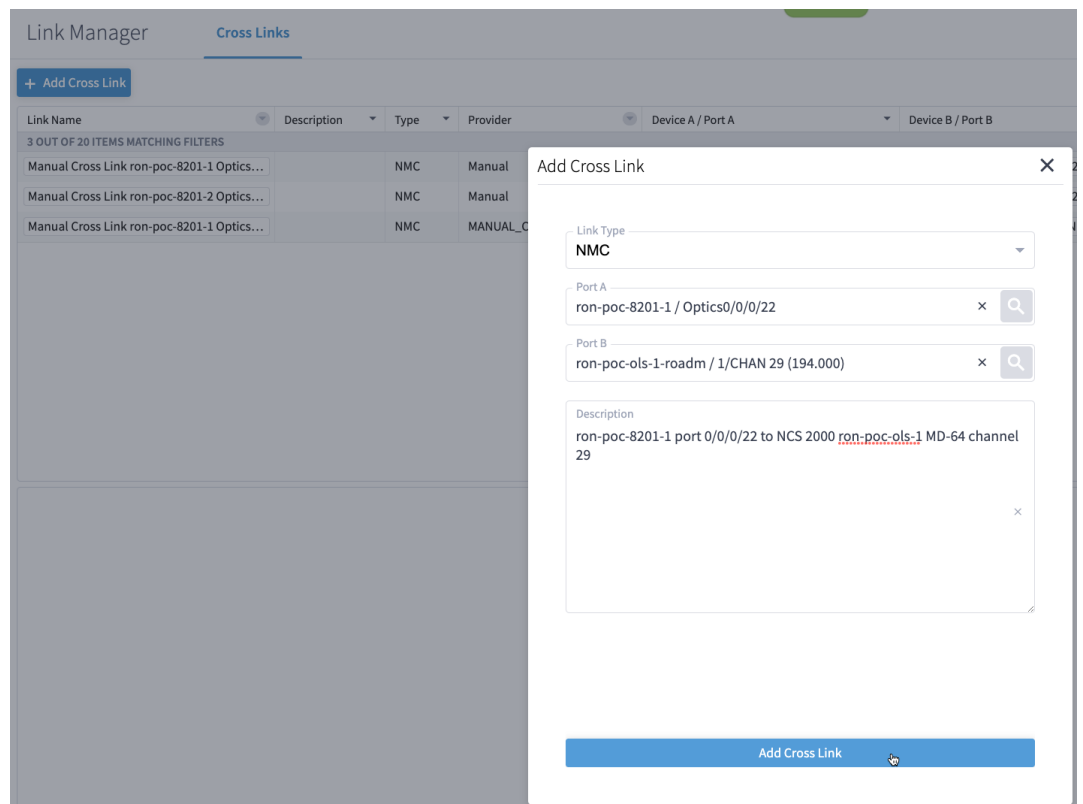 Link Manager
Cross Links
+ Add Cross Link
Link Name
Description
Type
Provider
Device A / Port A
Device B / Port B
3 OUT OF 20 ITEMS MATCHING FILTERS
Manual Cross Link ron-poc-8201-1 Optics...
NMC
Manual
Manual Cross Link ron-poc-8201-2 Optics...
NMC
Manual
Manual Cross Link ron-poc-8201-1 Optics...
NMC
Add Cross Link
Link Type
NMC
Port A
ron-poc-8201-1 / Optics0/0/0/22
Port B
ron-poc-ols-1-roadm / 1/CHAN 29 (194.000)
Description
ron-poc-8201-1 port 0/0/0/22 to NCS 2000 ron-poc-ols-1 MD-64 channel
29
Add Cross Link